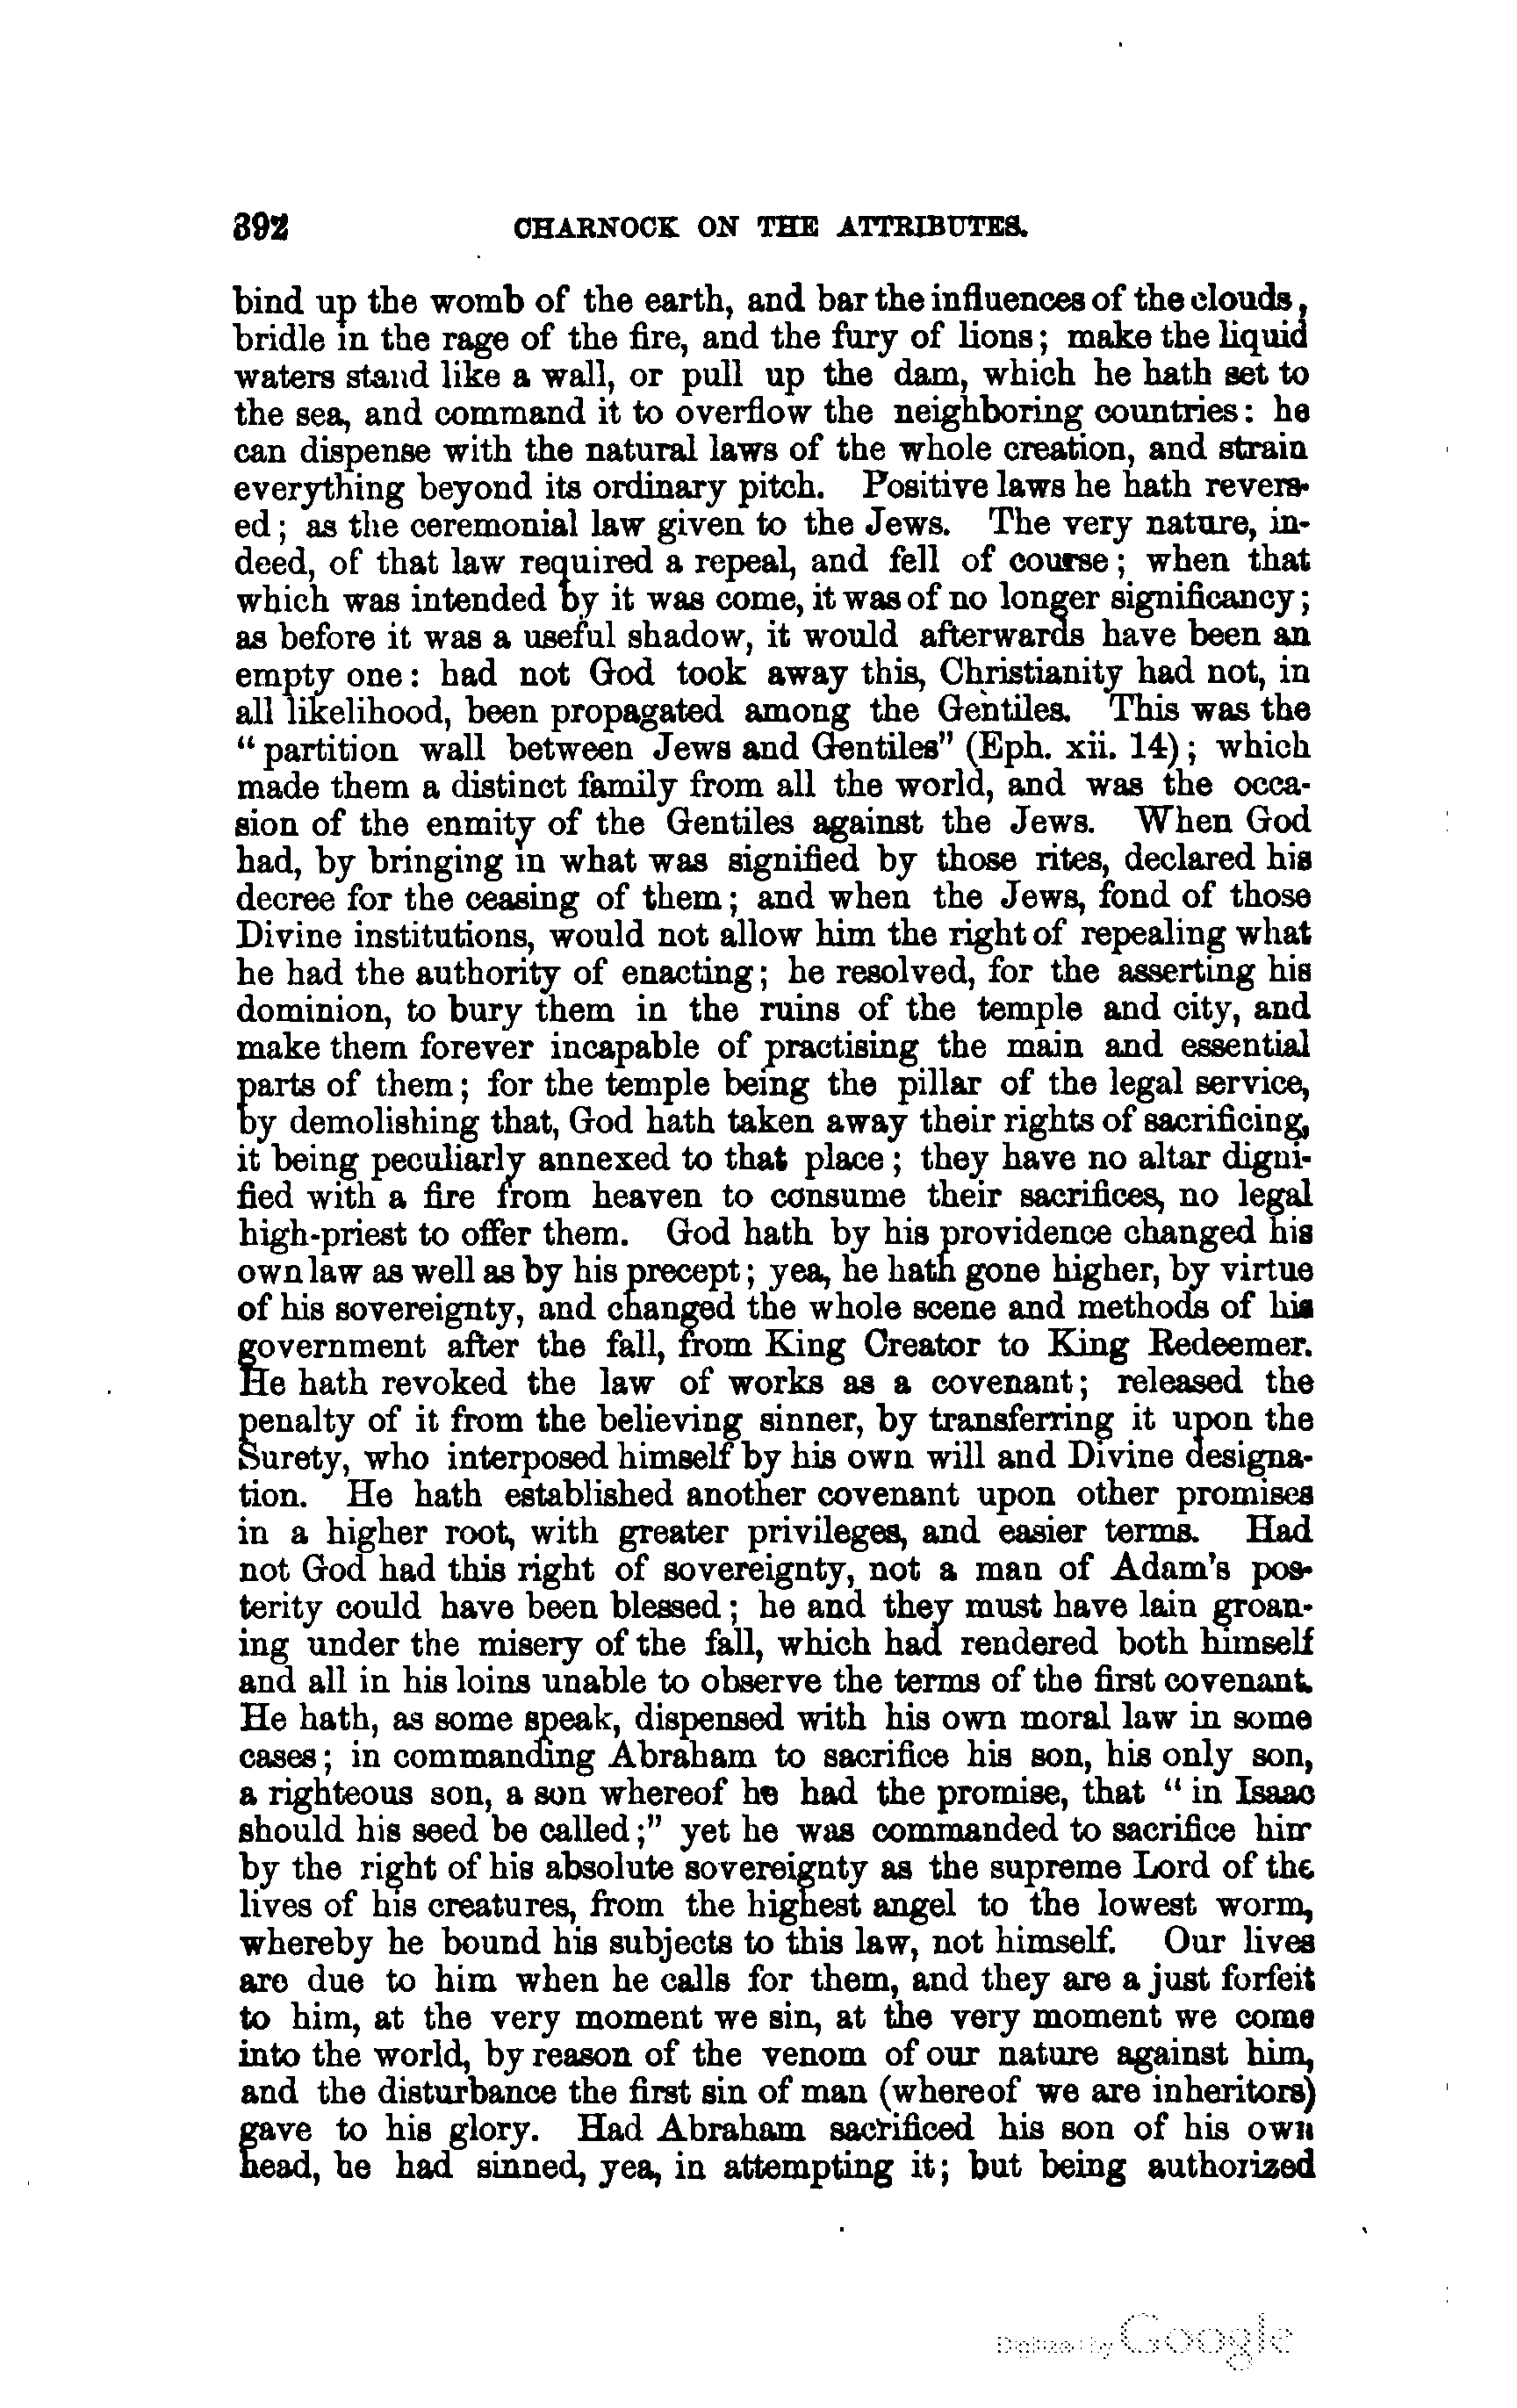 392 CHARNOCK ON THE ATTRIBUTES.
bind up the womb of the earth, and bar the influences of the clouds,
bridle in the rage of the fire, and the fury of lions; make the liquid
waters stand like a wall, or pull up the dam, which he hath set to
the sea, and command it to overflow the neighboring countries: he
can dispense with the natural laws of the whole creation, and strain
everything beyond its ordinary pitch. Positive laws he hath revers-
ed; as the ceremonial law given to the Jews. The very nature, in-
deed, of that law required a repeal, and fell of course; when that
which was intended by it was come, it was of no longer significancy;
as before it was a useful shadow, it would afterwards have been an
empty one: had not God took away this, Christianity had not, in
all likelihood, been propagated among the Gentiles. This was the
“partition wall between Jews and Gentiles” (Eph. xii. 14); which
made them a distinct family from all the world, and was the occa-
sion of the enmity of the Gentiles against the Jews. When God
had, by bringing in what was signified by those rites, declared his
decree for the ceasing of them; and when the Jews, fond of those
Divine institutions, would not allow him the right of repealing what
he had the authority of enacting; he resolved, for the asserting his
dominion, to bury them in the ruins of the temple and city, and
make them forever incapable of practising the main and essential
parts of them; for the temple being the pillar of the legal service,
by demolishing that, God hath taken away their rights of sacrificing,
it being peculiarly annexed to that place; they have no altar digni-
fied with a fire from heaven to consume their sacrifices, no legal
high-priest to offer them. God hath by his providence changed his
own law as well as by his precept; yea, he hath gone higher, by virtue
of his sovereignty, and changed the whole scene and methods of his
government after the fall, from King Creator to King Redeemer.
He hath revoked the law of works as a covenant; released the
penalty of it from the believing sinner, by transferring it upon the
Surety, who interposed himself by his own will and Divine designa-
tion. He hath established another covenant upon other promises
in a higher root, with greater privileges, and easier terms. Had
not God had this right of sovereignty, not a man of Adam's pos-
terity could have been blessed; he and they must have lain groan-
ing under the misery of the fall, which had rendered both himself
and all in his loins unable to observe the terms of the first covenant.
He hath, as some speak, dispensed with his own moral law in some
cases; in commanding Abraham to sacrifice his son, his only son,
a righteous son, a son whereof he had the promise, that “in Isaac
should his seed be called;” yet he was commanded to sacrifice him
by the right of his absolute sovereignty as the supreme Lord of the
lives of his creatures, from the highest angel to the lowest worm,
whereby he bound his subjects to this law, not himself. Our lives
are due to him when he calls for them, and they are a just forfeit
to him, at the very moment we sin, at the very moment we come
into the world, by reason of the venom of our nature against him,
and the disturbance the first sin of man (whereof we are inheritors)
gave to his glory. Had Abraham sacrificed his son of his own
head, he had sinned, yea, in attempting it; but being authorized
Digitized by Google